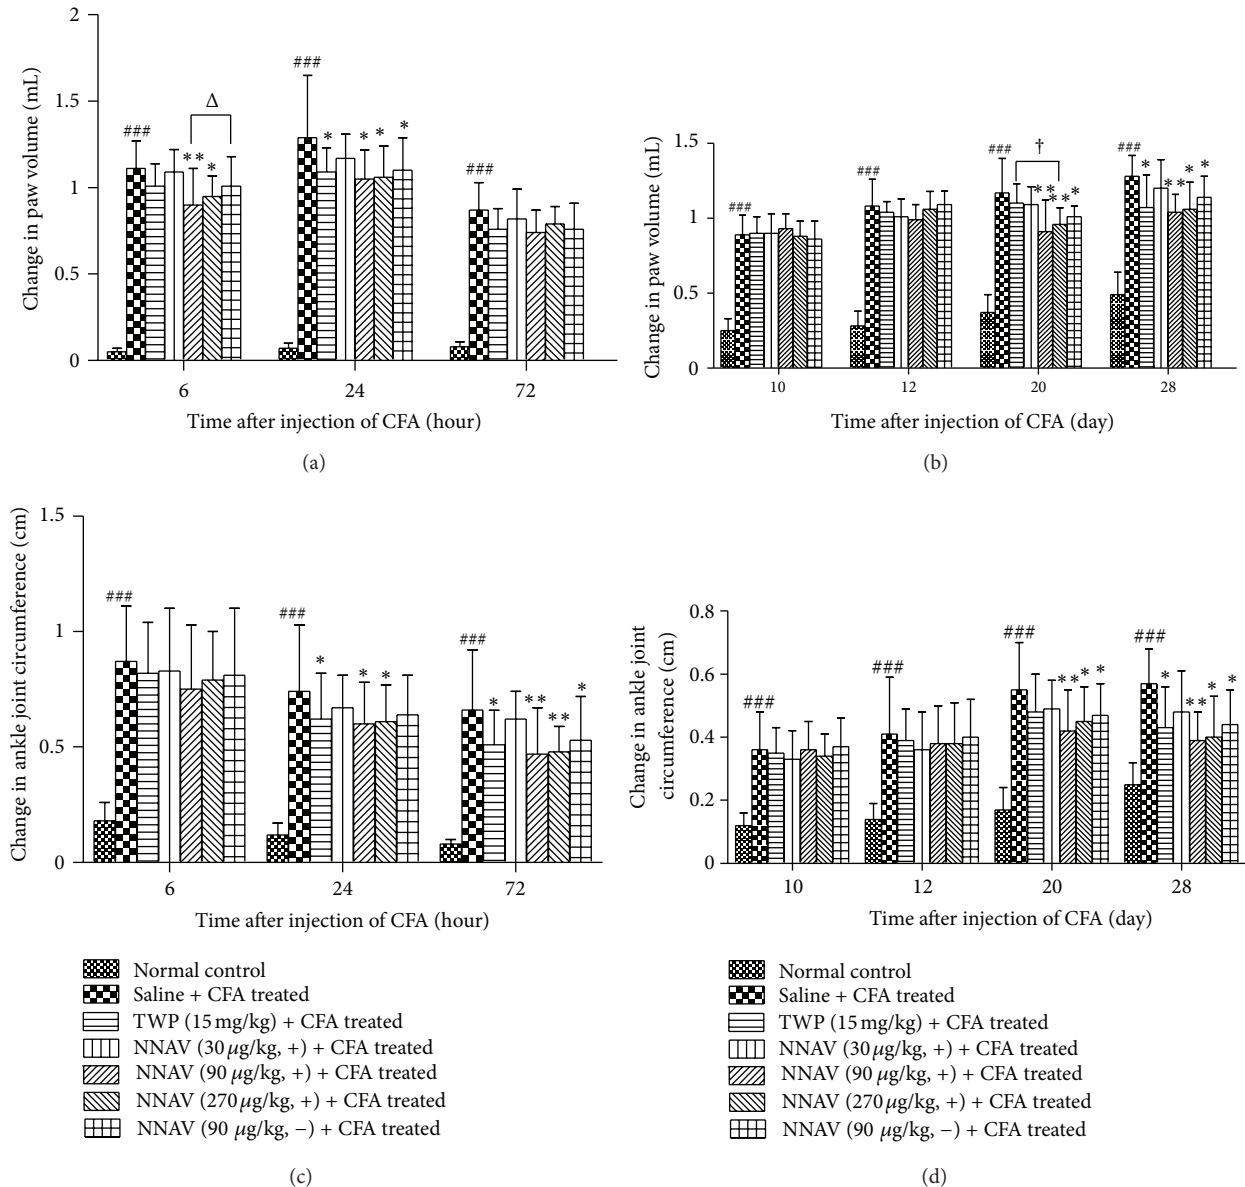 2
1.5
1
0.5
0
Change in paw volume (mL)
###
**
*
Δ
###
*
*
*
*
###
6
24
72
Time after injection of CFA (hour)
(a)
1.5
1
0.5
0
Change in paw volume (mL)
###
###
###
†
**
**
*
###
*
**
*
*
10
12
20
28
Time after injection of CFA (day)
(b)
1.5
1
0.5
0
Change in ankle joint circumference (cm)
###
###
*
*
*
###
*
**
**
*
6
24
72
Time after injection of CFA (hour)
Normal control
Saline + CFA treated
TWP (15 mg/kg) + CFA treated
NNAV (30 μg/kg, +) + CFA treated
NNAV (90 μg/kg, +) + CFA treated
NNAV (270 μg/kg, +) + CFA treated
NNAV (90 μg/kg, −) + CFA treated
(c)
0.8
0.6
0.4
0.2
0
Change in ankle joint
circumference (cm)
###
###
###
**
*
*
###
*
**
*
*
10
12
20
28
Time after injection of CFA (day)
Normal control
Saline + CFA treated
TWP (15 mg/kg) + CFA treated
NNAV (30 μg/kg, +) + CFA treated
NNAV (90 μg/kg, +) + CFA treated
NNAV (270 μg/kg, +) + CFA treated
NNAV (90 μg/kg, −) + CFA treated
(d)